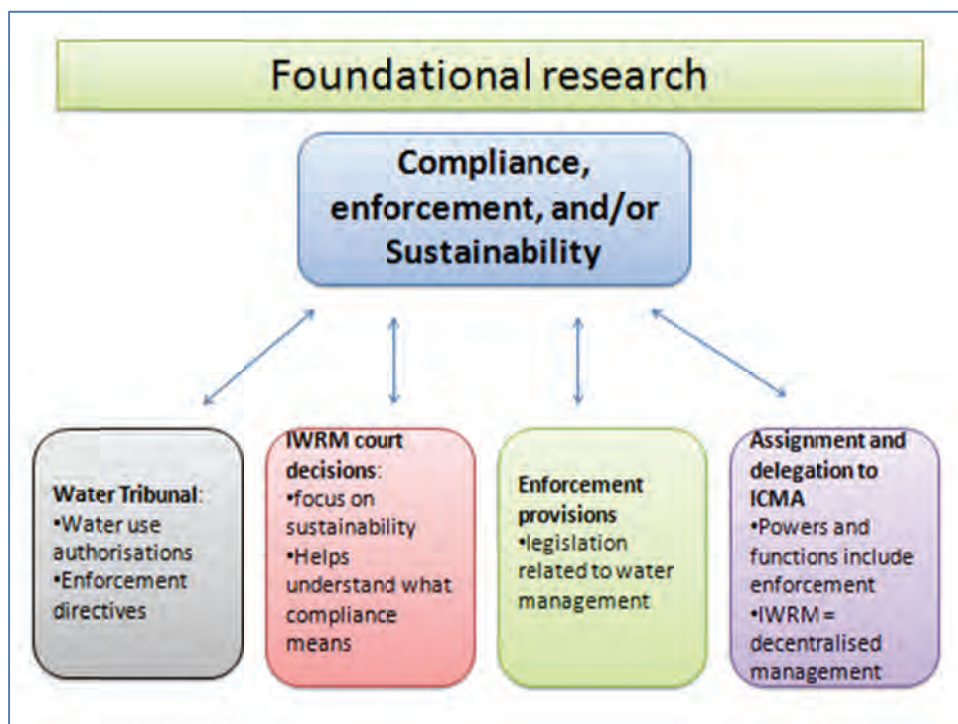 Foundational research
Compliance,
enforcement, and/or
Sustainability
Water Tribunal:
•Water use
authorisations
•Enforcement
directives
IWRM court
decisions:
•focus on
sustainability
•Helps
understand what
compliance
means
Enforcement
provisions
•legislation
related to water
management
Assignment and
delegation to
ICMA
•Powers and
functions include
enforcement
•IWRM =
decentralised
management